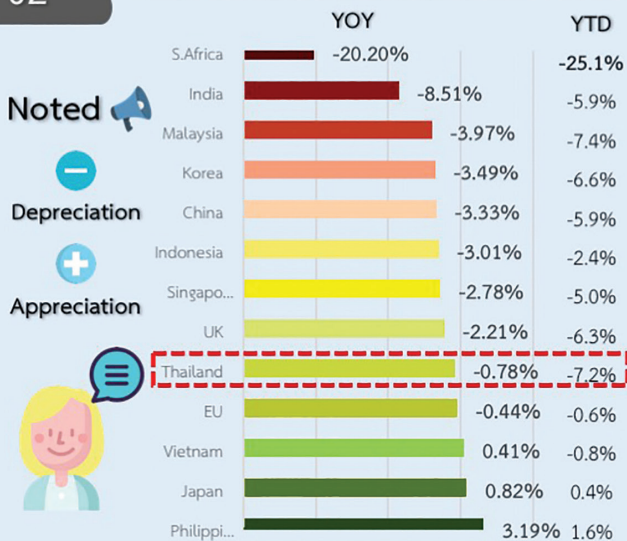 YOY YTD
S.Africa -20.20% -25.1%
India -8.51% -5.9%
Noted
Malaysia -3.97% -7.4%
Korea -3.49% -6.6%
Depreciation
China -3.33% -5.9%
Indonesia -3.01% -2.4%
Appreciation
Singapo... -2.78% -5.0%
UK -2.21% -6.3%
Thailand -0.78% -7.2%
EU -0.44% -0.6%
Vietnam 0.41% -0.8%
Japan 0.82% 0.4%
Philippi... 3.19% 1.6%